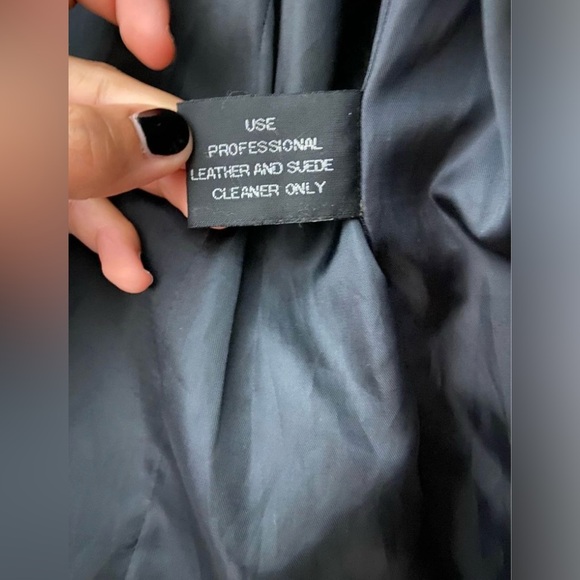 USE
PROFESSIONAL
LEATHER AND SUEDE
CLEANER ONLY